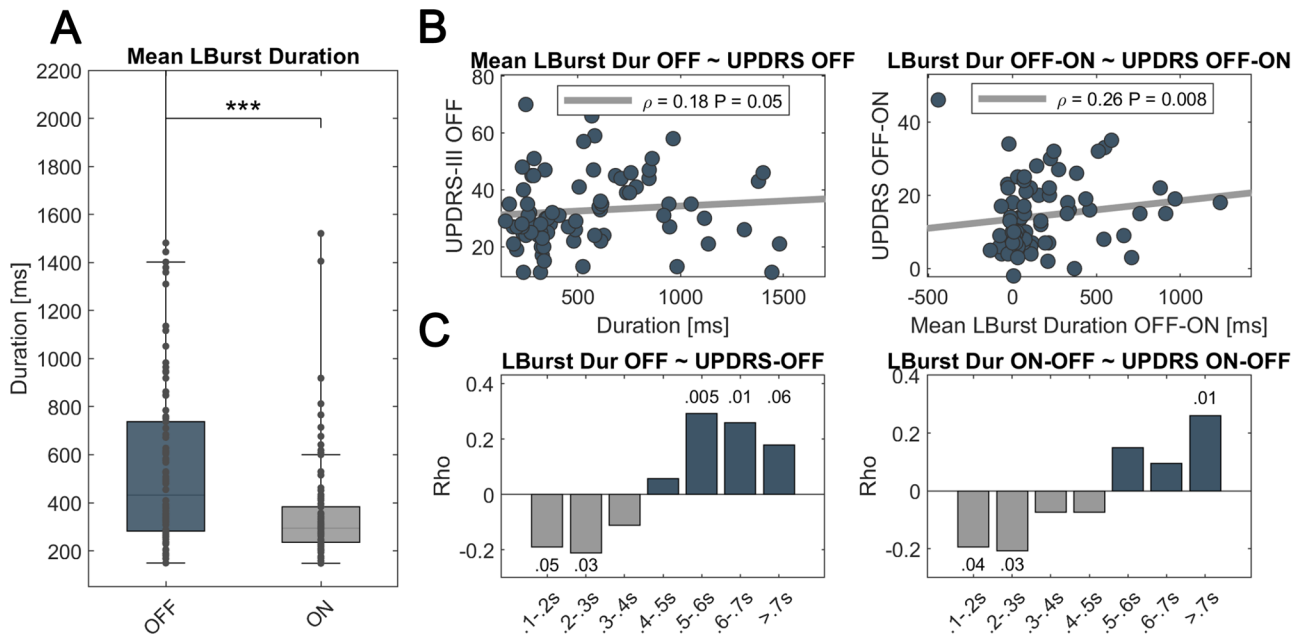 A
Mean LBurst Duration
2200
2000
1800
1600
1400
1200
1000
800
600
400
200
Duration [ms]
***
OFF
ON
B
Mean LBurst Dur OFF ~ UPDRS OFF
ρ = 0.18 P = 0.05
80
60
40
20
UPDRS-III OFF
500
1000
1500
Duration [ms]
LBurst Dur OFF-ON ~ UPDRS OFF-ON
ρ = 0.26 P = 0.008
40
20
0
UPDRS OFF-ON
-500
0
500
1000
Mean LBurst Duration OFF-ON [ms]
C
LBurst Dur OFF ~ UPDRS-OFF
0.4
0.2
0
-0.2
Rho
.05
.03
.005
.01
.06
.1-.2s
.2-.3s
.3-.4s
.4-.5s
.5-.6s
.6-.7s
>.7s
LBurst Dur ON-OFF ~ UPDRS ON-OFF
0.4
0.2
0
-0.2
Rho
.04
.03
.01
.1-.2s
.2-.3s
.3-.4s
.4-.5s
.5-.6s
.6-.7s
>.7s